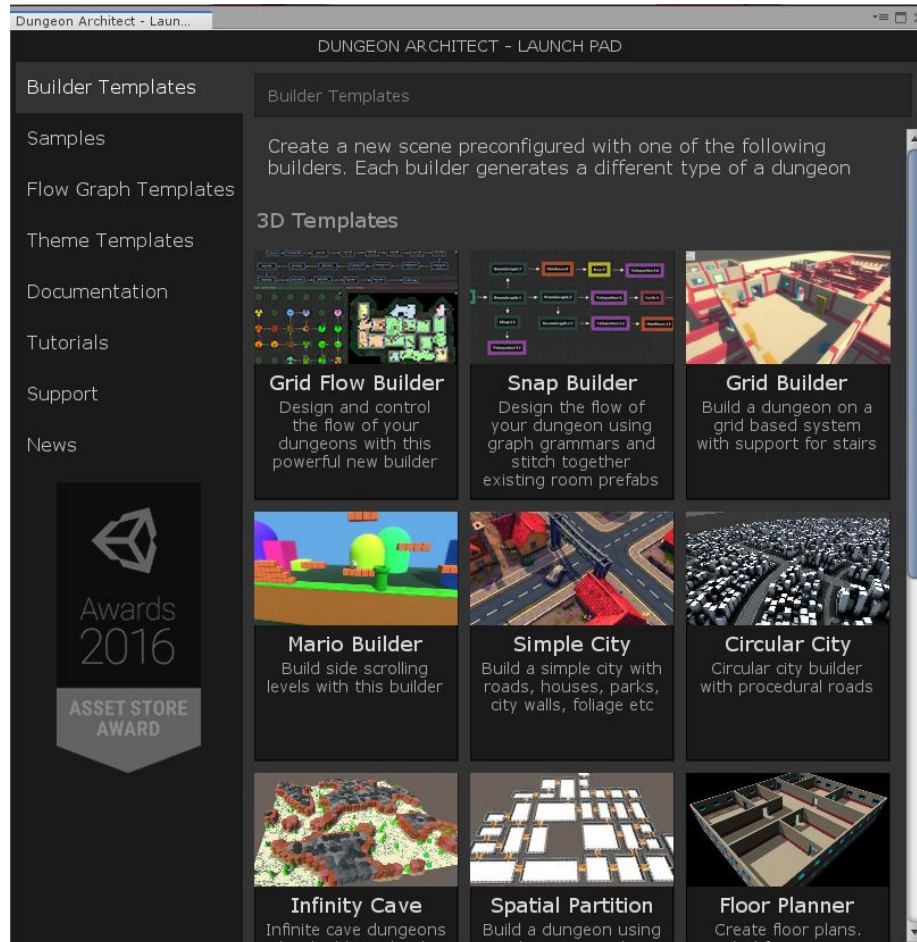 Dungeon Architect - Laun...
DUNGEON ARCHITECT - LAUNCH PAD
Builder Templates
Samples
Flow Graph Templates
Theme Templates
Documentation
Tutorials
Support
News
Awards
2016
ASSET STORE
AWARD
Builder Templates
Create a new scene preconfigured with one of the following
builders. Each builder generates a different type of a dungeon
3D Templates
Grid Flow Builder
Design and control
the flow of your
dungeons with this
powerful new builder
Snap Builder
Design the flow of
your dungeon using
graph grammars and
stitch together
existing room prefabs
Grid Builder
Build a dungeon on a
grid based system
with support for stairs
Mario Builder
Build side scrolling
levels with this builder
Simple City
Build a simple city with
roads, houses, parks,
city walls, foliage etc
Circular City
Circular city builder
with procedural roads
Infinity Cave
Infinite cave dungeons
Spatial Partition
Build a dungeon using
Floor Planner
Create floor plans.